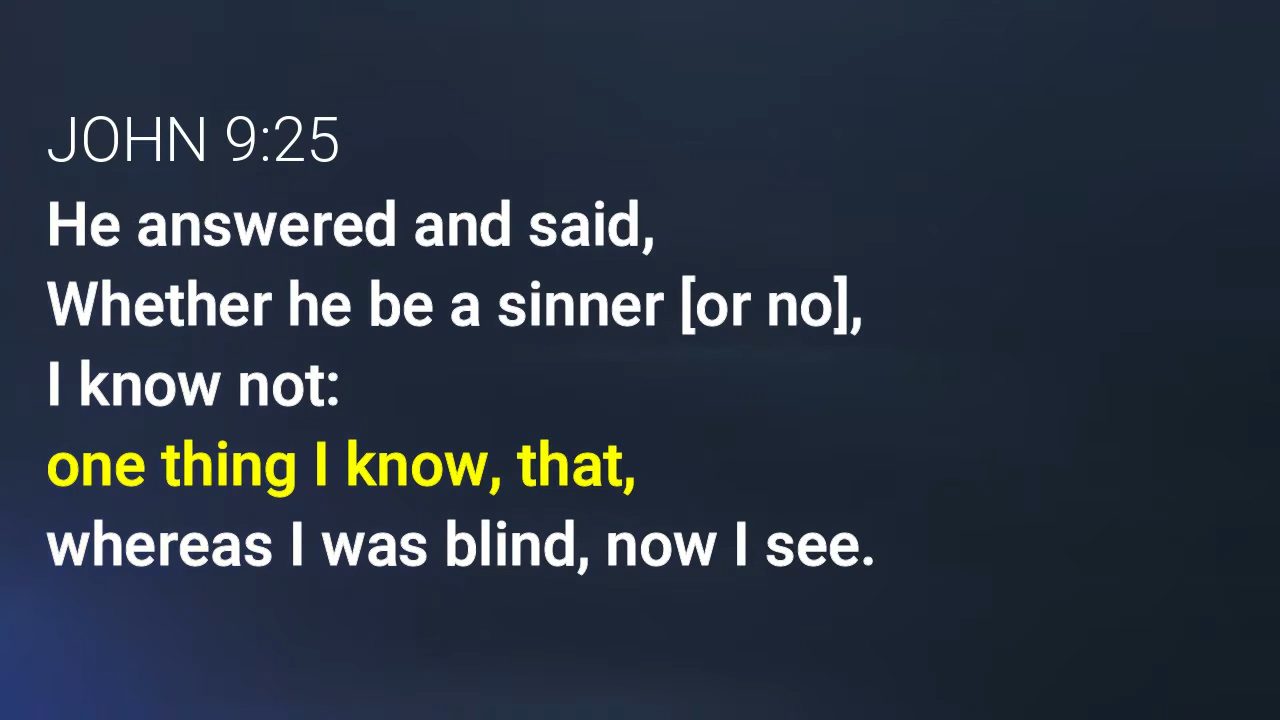 JOHN 9:25
He answered and said,
Whether he be a sinner [or no],
I know not:
one thing I know, that,
whereas I was blind, now I see.